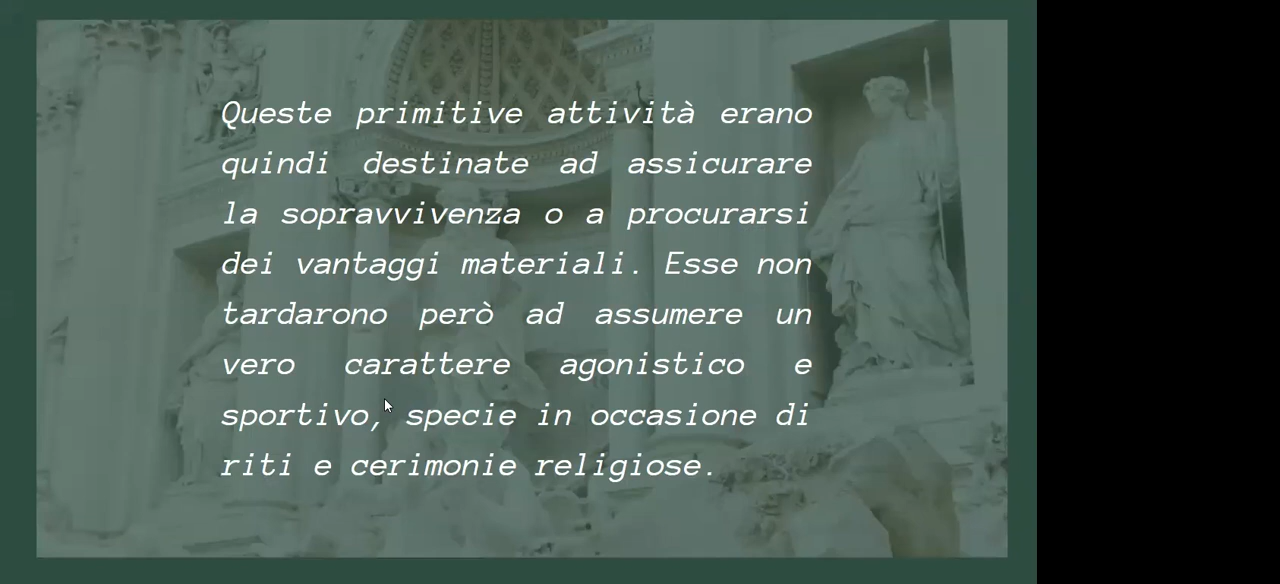 Queste primitive attività erano
quindi destinate ad assicurare
la sopravvivenza o a procurarsi
dei vantaggi materiali. Esse non
tardarono però ad assumere un
vero carattere agonistico e
sportivo, specie in occasione di
riti e cerimonie religiose.